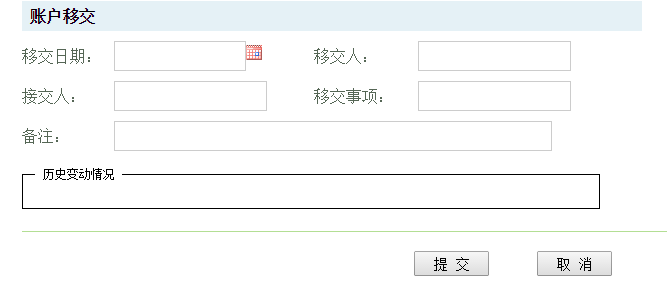 账户移交
移交日期： 移交人：
接交人： 移交事项：
备注：
历史变动情况
提 交 取 消